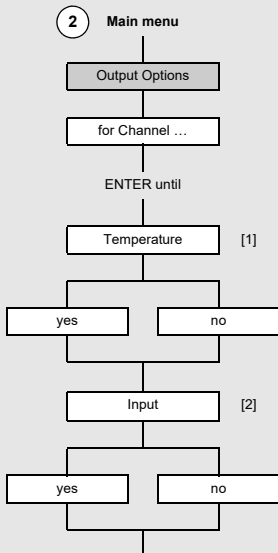 2 Main menu
Output Options
for Channel ...
ENTER until
Temperature [1]
yes no
Input [2]
yes no